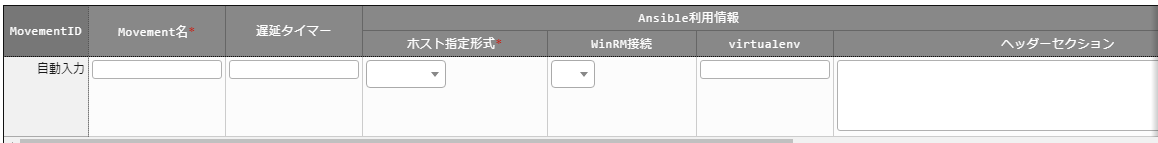 MovementID
Movement名*
遅延タイマー
Ansible利用情報
ホスト指定形式*
WinRM接続
virtualenv
ヘッダーセクション
自動入力